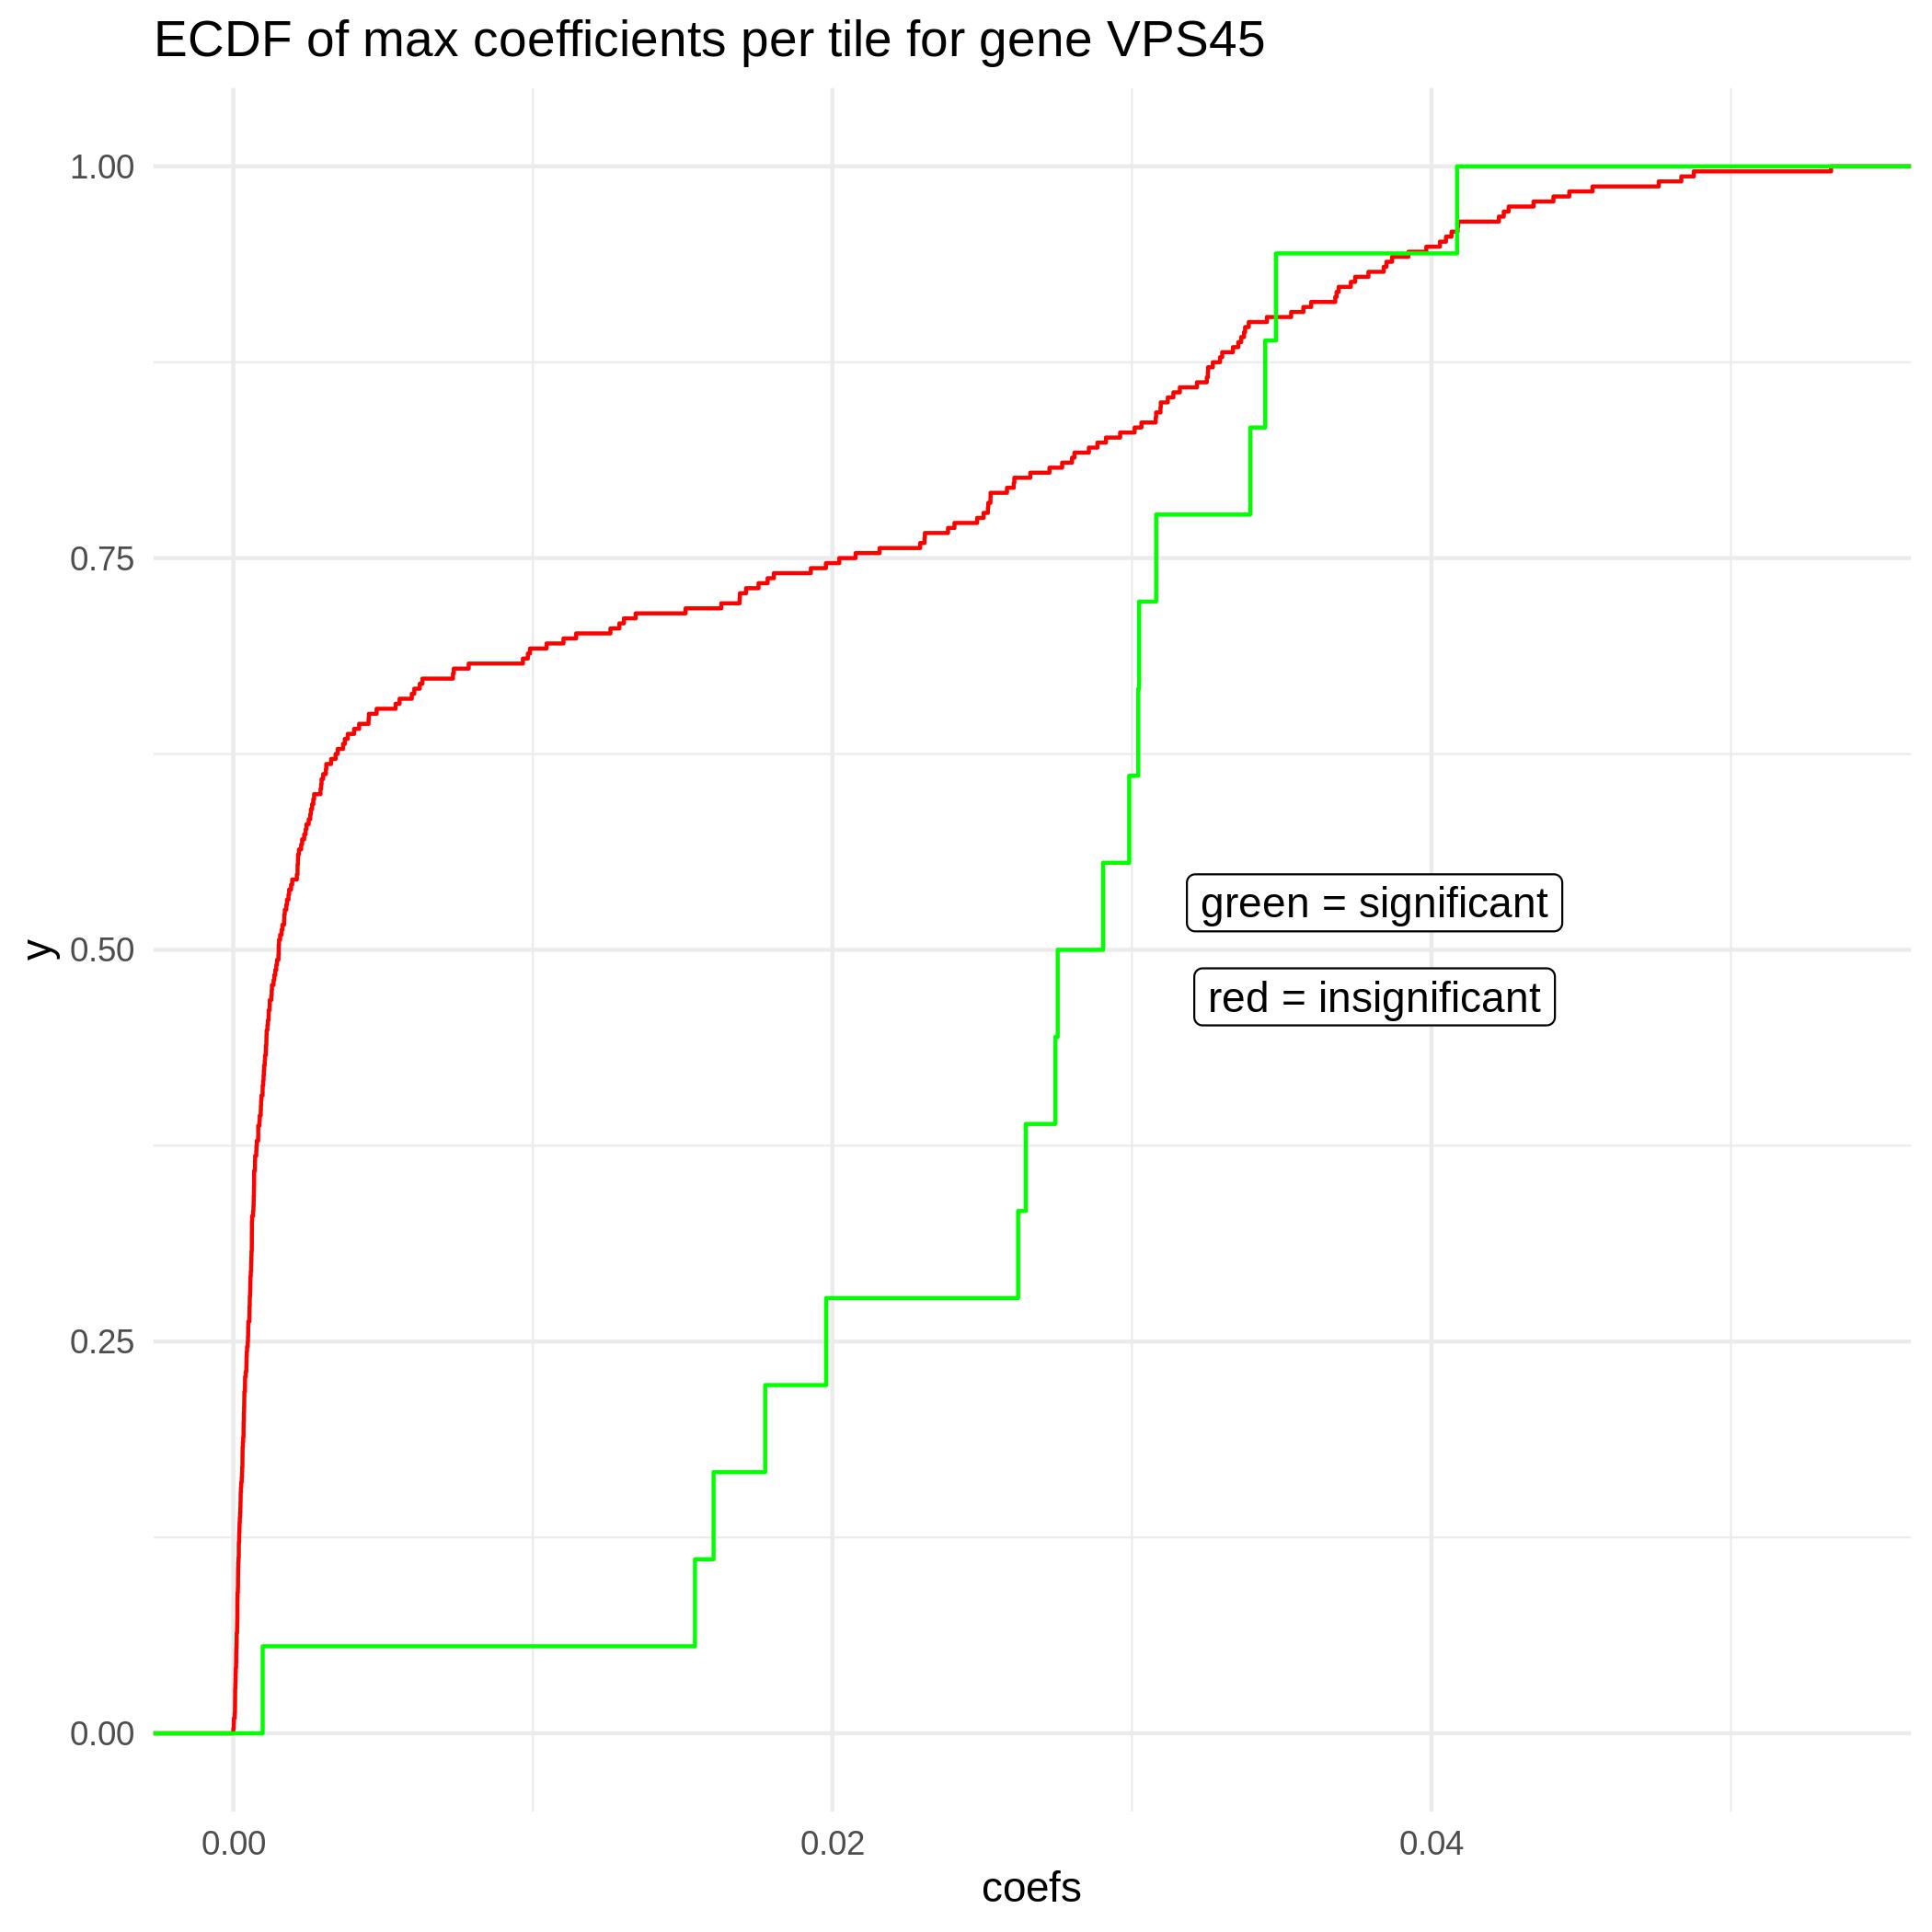 ECDF of max coefficients per tile for gene VPS45
1.00
0.75
0.50
0.25
0.00
y
green = significant
red = insignificant
0.00 0.02 0.04
coefs